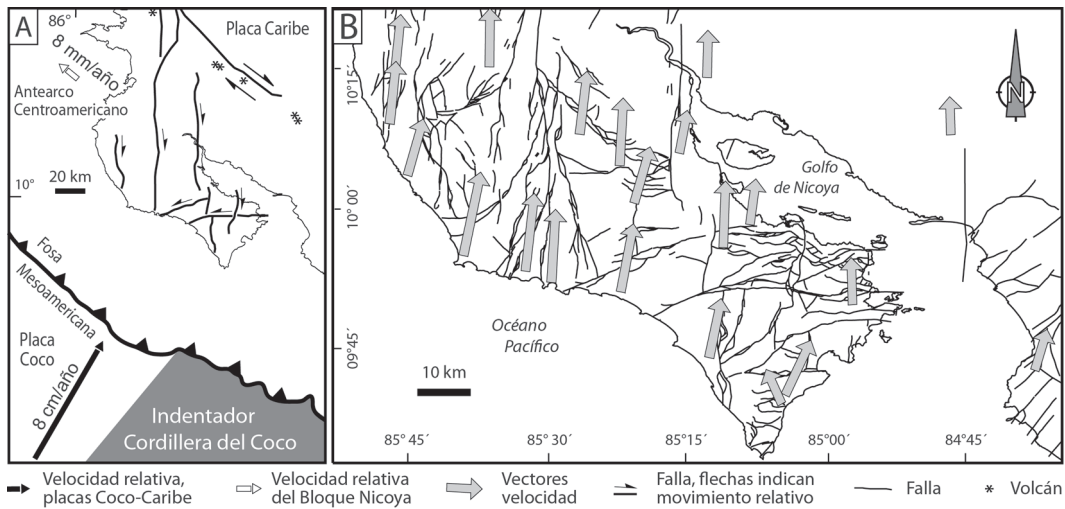 A
86°
Placa Caribe
8 mm/año
Antearco
Centroamericano
10°
20 km
Fosa
Mesoamericana
Placa
Coco
8 cm/año
Indentador
Cordillera del Coco
B
10°15´
10°00´
09°45´
N
Golfo
de Nicoya
Océano
Pacífico
10 km
85°45´
85°30´
85°15´
85°00´
84°45´
Velocidad relativa,
placas Coco-Caribe
Velocidad relativa
del Bloque Nicoya
Vectores
velocidad
Falla, flechas indican
movimiento relativo
Falla
Volcán